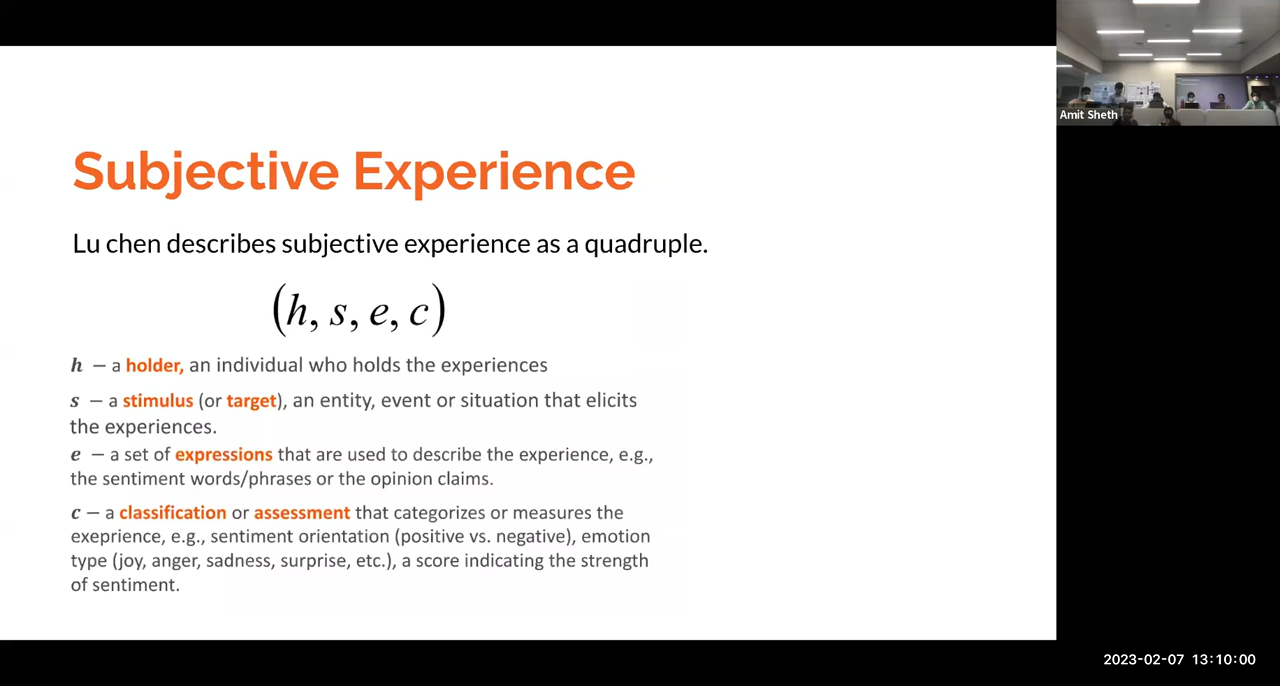 Subjective Experience
Lu chen describes subjective experience as a quadruple.
(h, s, e, c)
h – a holder, an individual who holds the experiences
s – a stimulus (or target), an entity, event or situation that elicits
the experiences.
e – a set of expressions that are used to describe the experience, e.g.,
the sentiment words/phrases or the opinion claims.
c – a classification or assessment that categorizes or measures the
exeprience, e.g., sentiment orientation (positive vs. negative), emotion
type (joy, anger, sadness, surprise, etc.), a score indicating the strength
of sentiment.
Amit Sheth
2023-02-07 13:10:00